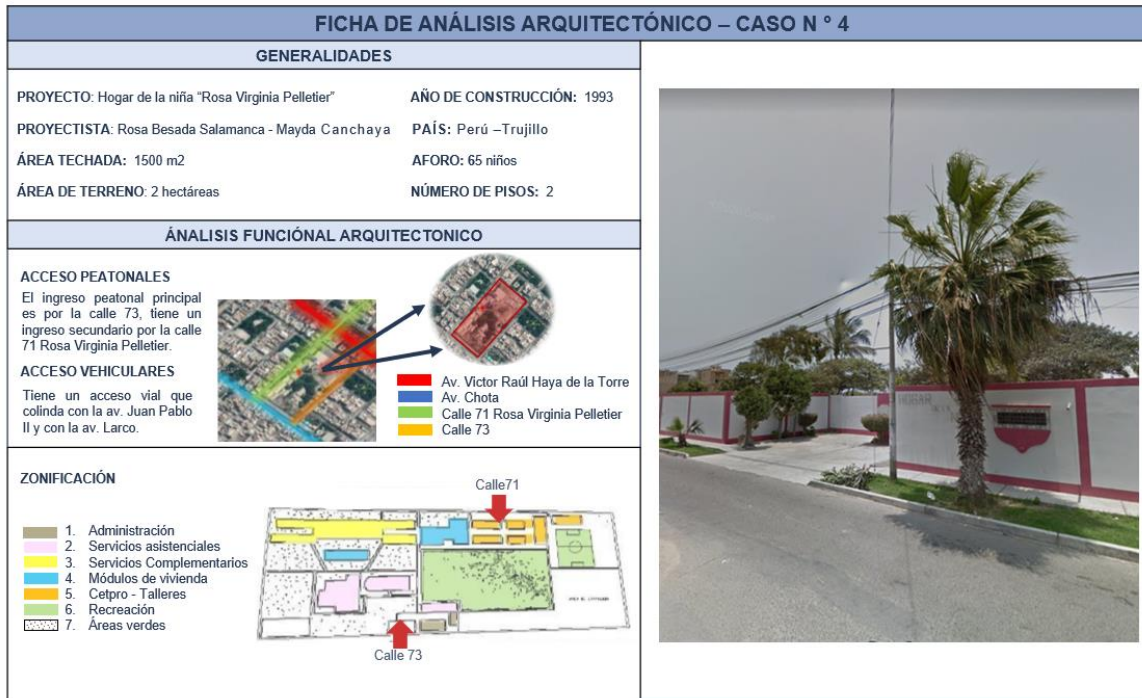 FICHA DE ANÁLISIS ARQUITECTÓNICO – CASO N ° 4
GENERALIDADES
PROYECTO: Hogar de la niña “Rosa Virginia Pelletier”
AÑO DE CONSTRUCCIÓN: 1993
PROYECTISTA: Rosa Besada Salamanca - Mayda Canchaya
PAÍS: Perú –Trujillo
ÁREA TECHADA: 1500 m2
AFORO: 65 niños
ÁREA DE TERRENO: 2 hectáreas
NÚMERO DE PISOS: 2
ÁNALISIS FUNCIÓNAL ARQUITECTONICO
ACCESO PEATONALES
El ingreso peatonal principal
es por la calle 73, tiene un
ingreso secundario por la calle
71 Rosa Virginia Pelletier.
ACCESO VEHICULARES
Tiene un acceso vial que
colinda con la av. Juan Pablo
II y con la av. Larco.
Av. Victor Raúl Haya de la Torre
Av. Chota
Calle 71 Rosa Virginia Pelletier
Calle 73
ZONIFICACIÓN
1. Administración
2. Servicios asistenciales
3. Servicios Complementarios
4. Módulos de vivienda
5. Cetpro - Talleres
6. Recreación
7. Áreas verdes
Calle71
Calle 73
HOGAR